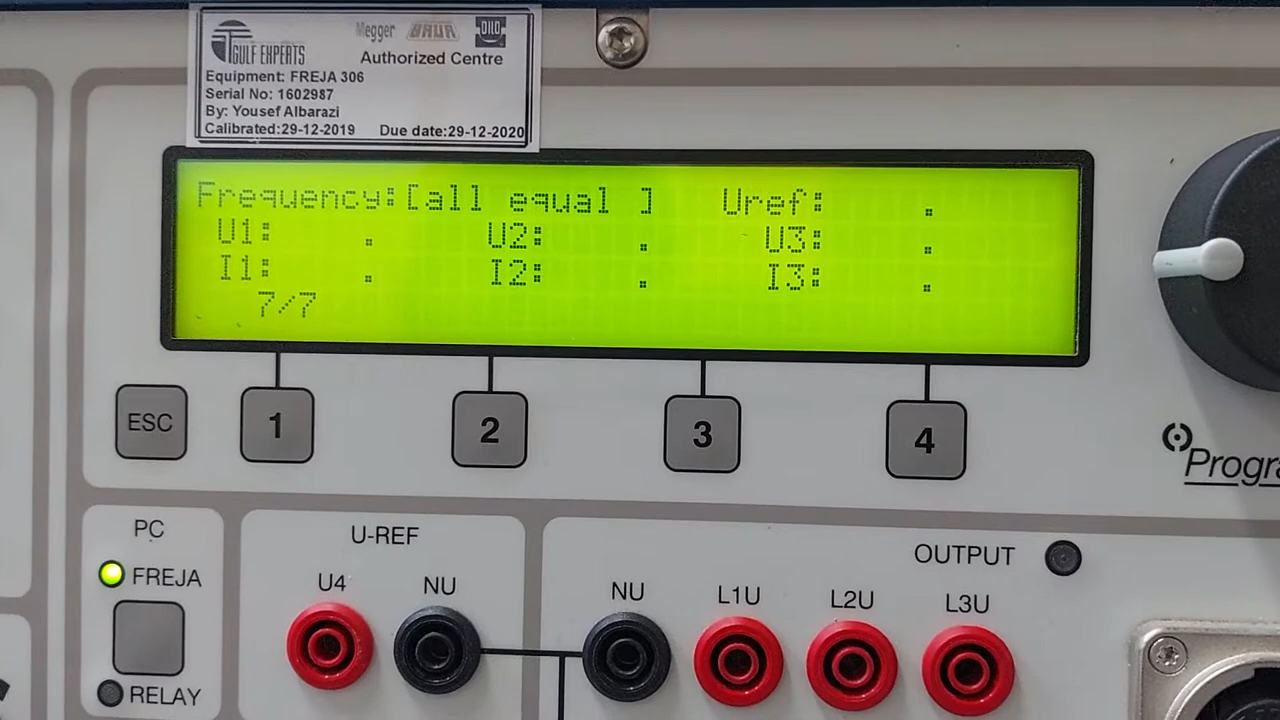 GULF EXPERTS
Megger BAUR DILO
Authorized Centre
Equipment: FREJA 306
Serial No: 1602987
By: Yousef Albarazi
Calibrated:29-12-2019 Due date:29-12-2020
Frequency:[all equal ] Uref: .
U1: . U2: . U3: .
I1: . I2: . I3: .
7/7
ESC 1 2 3 4
Progra
PC
FREJA
RELAY
U-REF
U4 NU
OUTPUT
NU L1U L2U L3U